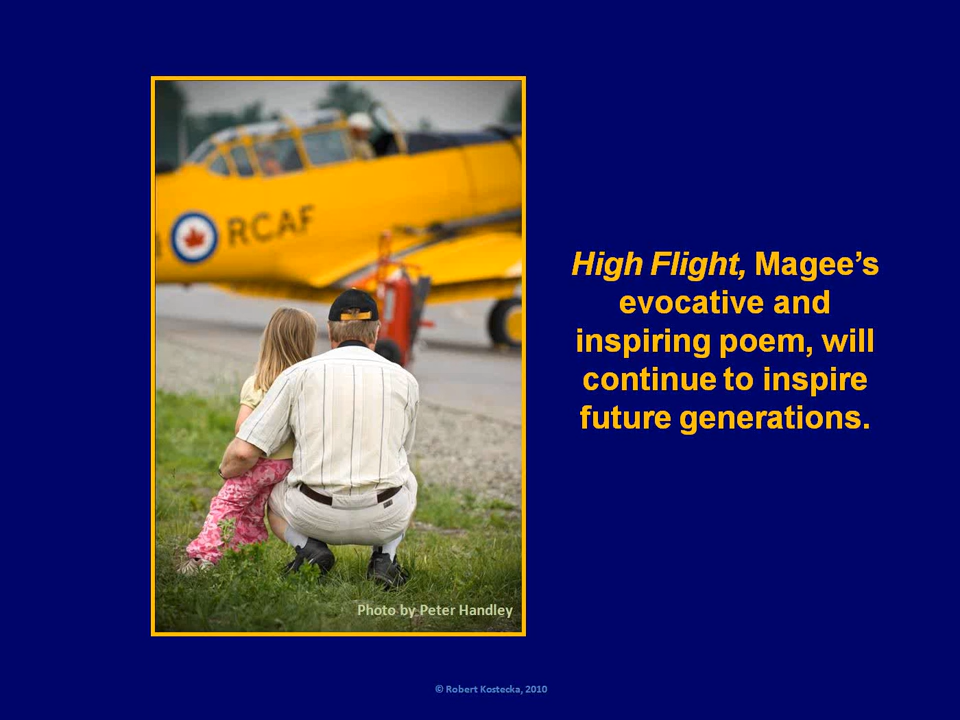 RCAF
High Flight, Magee’s
evocative and
inspiring poem, will
continue to inspire
future generations.
Photo by Peter Handley
© Robert Kostecka, 2010